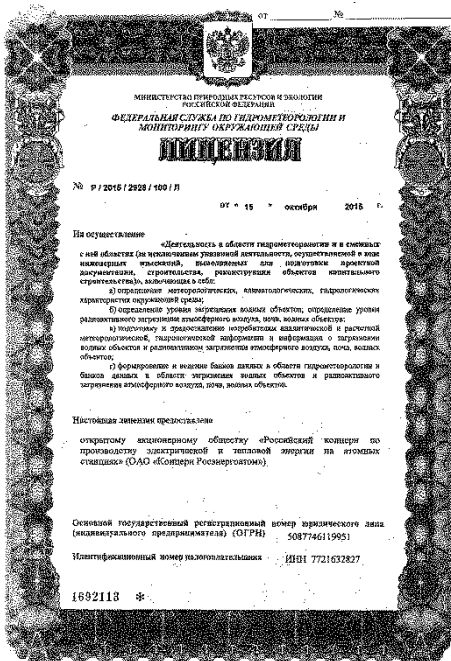 от № 
МИНИСТЕРСТВО ПРИРОДНЫХ РЕСУРСОВ И ЭКОЛОГИИ
РОССИЙСКОЙ ФЕДЕРАЦИИ
ФЕДЕРАЛЬНАЯ СЛУЖБА ПО ГИДРОМЕТЕОРОЛОГИИ И
МОНИТОРИНГУ ОКРУЖАЮЩЕЙ СРЕДЫ
ЛИЦЕНЗИЯ
№ Р / 2015 / 2928 / 100 / Л
от " 15 " октября 2015 г.
На осуществление
«Деятельность в области гидрометеорологии и в смежных
с ней областях (за исключением указанной деятельности, осуществляемой в ходе
инженерных изысканий, выполняемых для подготовки проектной
документации, строительства, реконструкции объектов капитального
строительства)», включающая в себя:
а) определение метеорологических, климатологических, гидрологических
характеристик окружающей среды;
б) определение уровня загрязнения водных объектов; определение уровня
радиоактивного загрязнения атмосферного воздуха, почв, водных объектов;
в) подготовку и предоставление потребителям аналитической и расчетной
метеорологической, гидрологической информации и информации о загрязнении
водных объектов и радиоактивном загрязнении атмосферного воздуха, почв, водных
объектов;
г) формирование и ведение банков данных в области гидрометеорологии и
банков данных в области загрязнения водных объектов и радиоактивного
загрязнения атмосферного воздуха, почв, водных объектов.
Настоящая лицензия предоставлена
открытому акционерному обществу «Российский концерн по
производству электрической и тепловой энергии на атомных
станциях» (ОАО «Концерн Росэнергоатом»)
Основной государственный регистрационный номер юридического лица
(индивидуального предпринимателя) (ОГРН) 5087746119951
Идентификационный номер налогоплательщика ИНН 7721632827
1692113 *